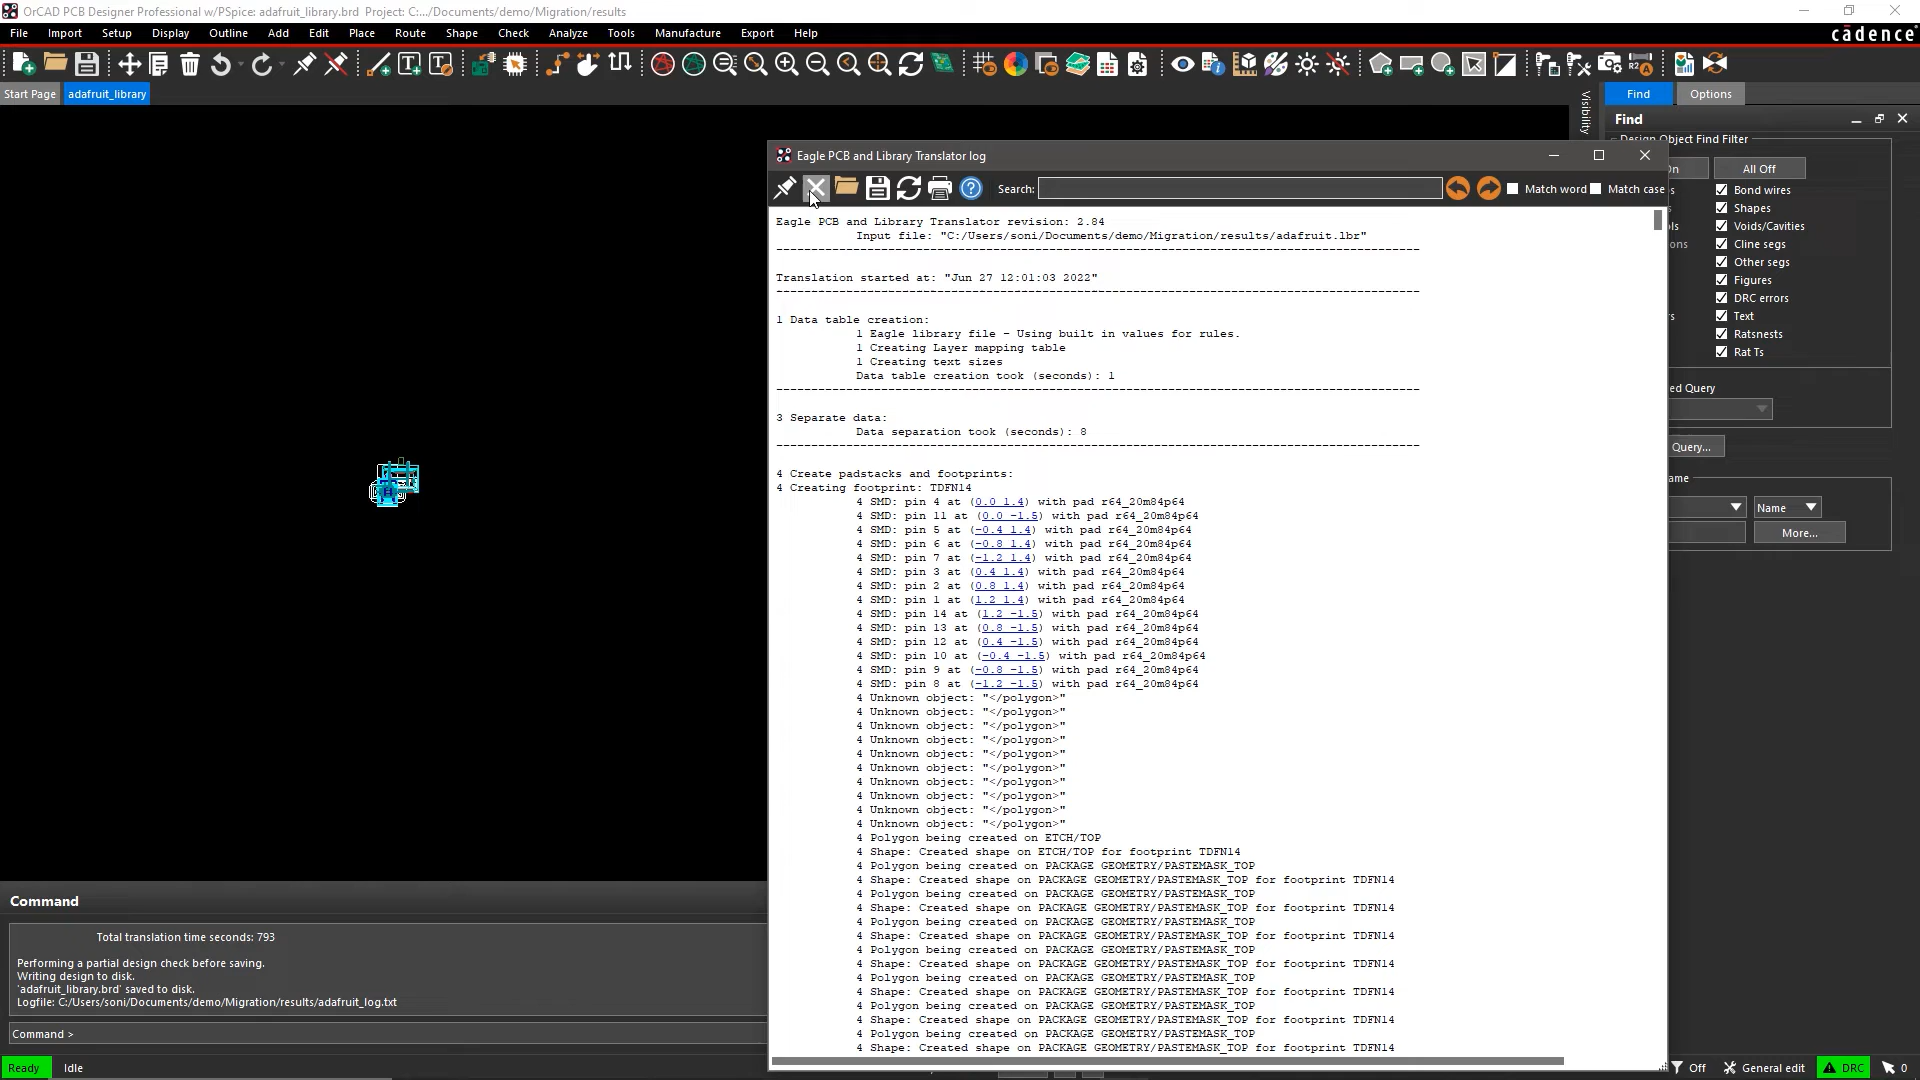 OrCAD PCB Designer Professional w/PSpice: adafruit_library.brd Project: C:.../Documents/demo/Migration/results
File Import Setup Display Outline Add Edit Place Route Shape Check Analyze Tools Manufacture Export Help
cādence
Start Page adafruit_library
Visibility
Find Options
Find
Design Object Find Filter
All Off
Bond wires
Shapes
Voids/Cavities
Cline segs
Other segs
Figures
DRC errors
Text
Ratsnests
Rat Ts
Query...
Name
More...
Eagle PCB and Library Translator log
Search: Match word Match case
Eagle PCB and Library Translator revision: 2.84
Input file: "C:/Users/soni/Documents/demo/Migration/results/adafruit.lbr"
Translation started at: "Jun 27 12:01:03 2022"
1 Data table creation:
1 Eagle library file - Using built in values for rules.
1 Creating Layer mapping table
1 Creating text sizes
Data table creation took (seconds): 1
3 Separate data:
Data separation took (seconds): 8
4 Create padstacks and footprints:
4 Creating footprint: TDFN14
4 SMD: pin 4 at (0.0 1.4) with pad r64_20m84p64
4 SMD: pin 11 at (0.0 -1.5) with pad r64_20m84p64
4 SMD: pin 5 at (-0.4 1.4) with pad r64_20m84p64
4 SMD: pin 6 at (-0.8 1.4) with pad r64_20m84p64
4 SMD: pin 7 at (-1.2 1.4) with pad r64_20m84p64
4 SMD: pin 3 at (0.4 1.4) with pad r64_20m84p64
4 SMD: pin 2 at (0.8 1.4) with pad r64_20m84p64
4 SMD: pin 1 at (1.2 1.4) with pad r64_20m84p64
4 SMD: pin 14 at (1.2 -1.5) with pad r64_20m84p64
4 SMD: pin 13 at (0.8 -1.5) with pad r64_20m84p64
4 SMD: pin 12 at (0.4 -1.5) with pad r64_20m84p64
4 SMD: pin 10 at (-0.4 -1.5) with pad r64_20m84p64
4 SMD: pin 9 at (-0.8 -1.5) with pad r64_20m84p64
4 SMD: pin 8 at (-1.2 -1.5) with pad r64_20m84p64
4 Unknown object: "</polygon>"
4 Unknown object: "</polygon>"
4 Unknown object: "</polygon>"
4 Unknown object: "</polygon>"
4 Unknown object: "</polygon>"
4 Unknown object: "</polygon>"
4 Unknown object: "</polygon>"
4 Unknown object: "</polygon>"
4 Unknown object: "</polygon>"
4 Unknown object: "</polygon>"
4 Polygon being created on ETCH/TOP
4 Shape: Created shape on ETCH/TOP for footprint TDFN14
4 Polygon being created on PACKAGE GEOMETRY/PASTEMASK_TOP
4 Shape: Created shape on PACKAGE GEOMETRY/PASTEMASK_TOP for footprint TDFN14
4 Polygon being created on PACKAGE GEOMETRY/PASTEMASK_TOP
4 Shape: Created shape on PACKAGE GEOMETRY/PASTEMASK_TOP for footprint TDFN14
4 Polygon being created on PACKAGE GEOMETRY/PASTEMASK_TOP
4 Shape: Created shape on PACKAGE GEOMETRY/PASTEMASK_TOP for footprint TDFN14
4 Polygon being created on PACKAGE GEOMETRY/PASTEMASK_TOP
4 Shape: Created shape on PACKAGE GEOMETRY/PASTEMASK_TOP for footprint TDFN14
4 Polygon being created on PACKAGE GEOMETRY/PASTEMASK_TOP
4 Shape: Created shape on PACKAGE GEOMETRY/PASTEMASK_TOP for footprint TDFN14
4 Polygon being created on PACKAGE GEOMETRY/PASTEMASK_TOP
4 Shape: Created shape on PACKAGE GEOMETRY/PASTEMASK_TOP for footprint TDFN14
4 Polygon being created on PACKAGE GEOMETRY/PASTEMASK_TOP
4 Shape: Created shape on PACKAGE GEOMETRY/PASTEMASK_TOP for footprint TDFN14
Command
Total translation time seconds: 793
Performing a partial design check before saving.
Writing design to disk.
'adafruit_library.brd' saved to disk.
Logfile: C:/Users/soni/Documents/demo/Migration/results/adafruit_log.txt
Command >
Ready Idle Off General edit DRC 0